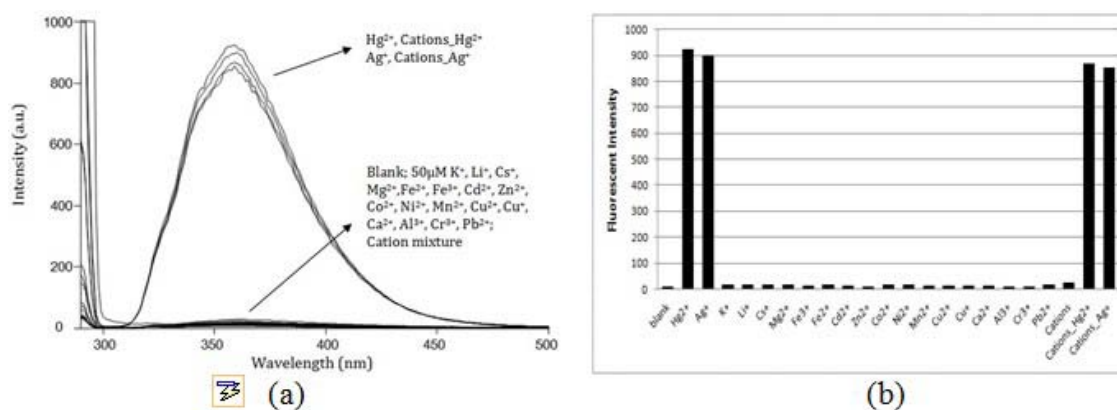 1000
800
600
400
200
0
Intensity (a.u.)
Hg²⁺, Cations_Hg²⁺
Ag⁺, Cations_Ag⁺
Blank; 50µM K⁺, Li⁺, Cs⁺,
Mg²⁺,Fe²⁺, Fe³⁺, Cd²⁺, Zn²⁺,
Co²⁺, Ni²⁺, Mn²⁺, Cu²⁺, Cu⁺,
Ca²⁺, Al³⁺, Cr³⁺, Pb²⁺;
Cation mixture
290 350 400 450 500
Wavelength (nm)
(a)
1000
900
800
700
600
500
400
300
200
100
0
Fluorescent Intensity
blank
Hg2+
Ag+
K+
Li+
Cs+
Mg2+
Fe3+
Fe2+
Cd2+
Zn2+
Co2+
Ni2+
Mn2+
Cu2+
Cu+
Ca2+
Al3+
Cr3+
Pb2+
Cations
Cations_Hg2+
Cations_Ag+
(b)